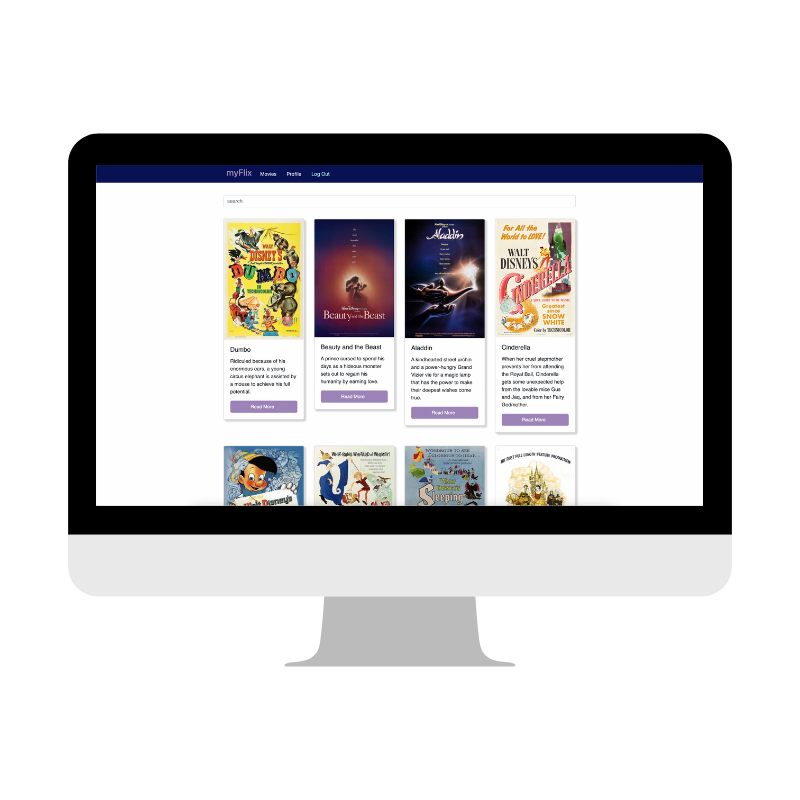 myFlix Movies Profile Log Out
search
WALT
DISNEY'S
DUMBO
IN
TECHNICOLOR
Beauty and the Beast
Aladdin
For All the
World to LOVE!
WALT
DISNEY'S
CINDERELLA
Greatest
since
SNOW
WHITE
Color by TECHNICOLOR
Dumbo
Ridiculed because of his
enormous ears, a young
circus elephant is assisted by
a mouse to achieve his full
potential.
Read More
Beauty and the Beast
A prince cursed to spend his
days as a hideous monster
sets out to regain his
humanity by earning love.
Read More
Aladdin
A kindhearted street urchin
and a power-hungry Grand
Vizier vie for a magic lamp
that has the power to make
their deepest wishes come
true.
Read More
Cinderella
When her cruel stepmother
prevents her from attending
the Royal Ball, Cinderella
gets some unexpected help
from the lovable mice Gus
and Jaq, and from her Fairy
Godmother.
Read More
Walt Disney's
Sleeping